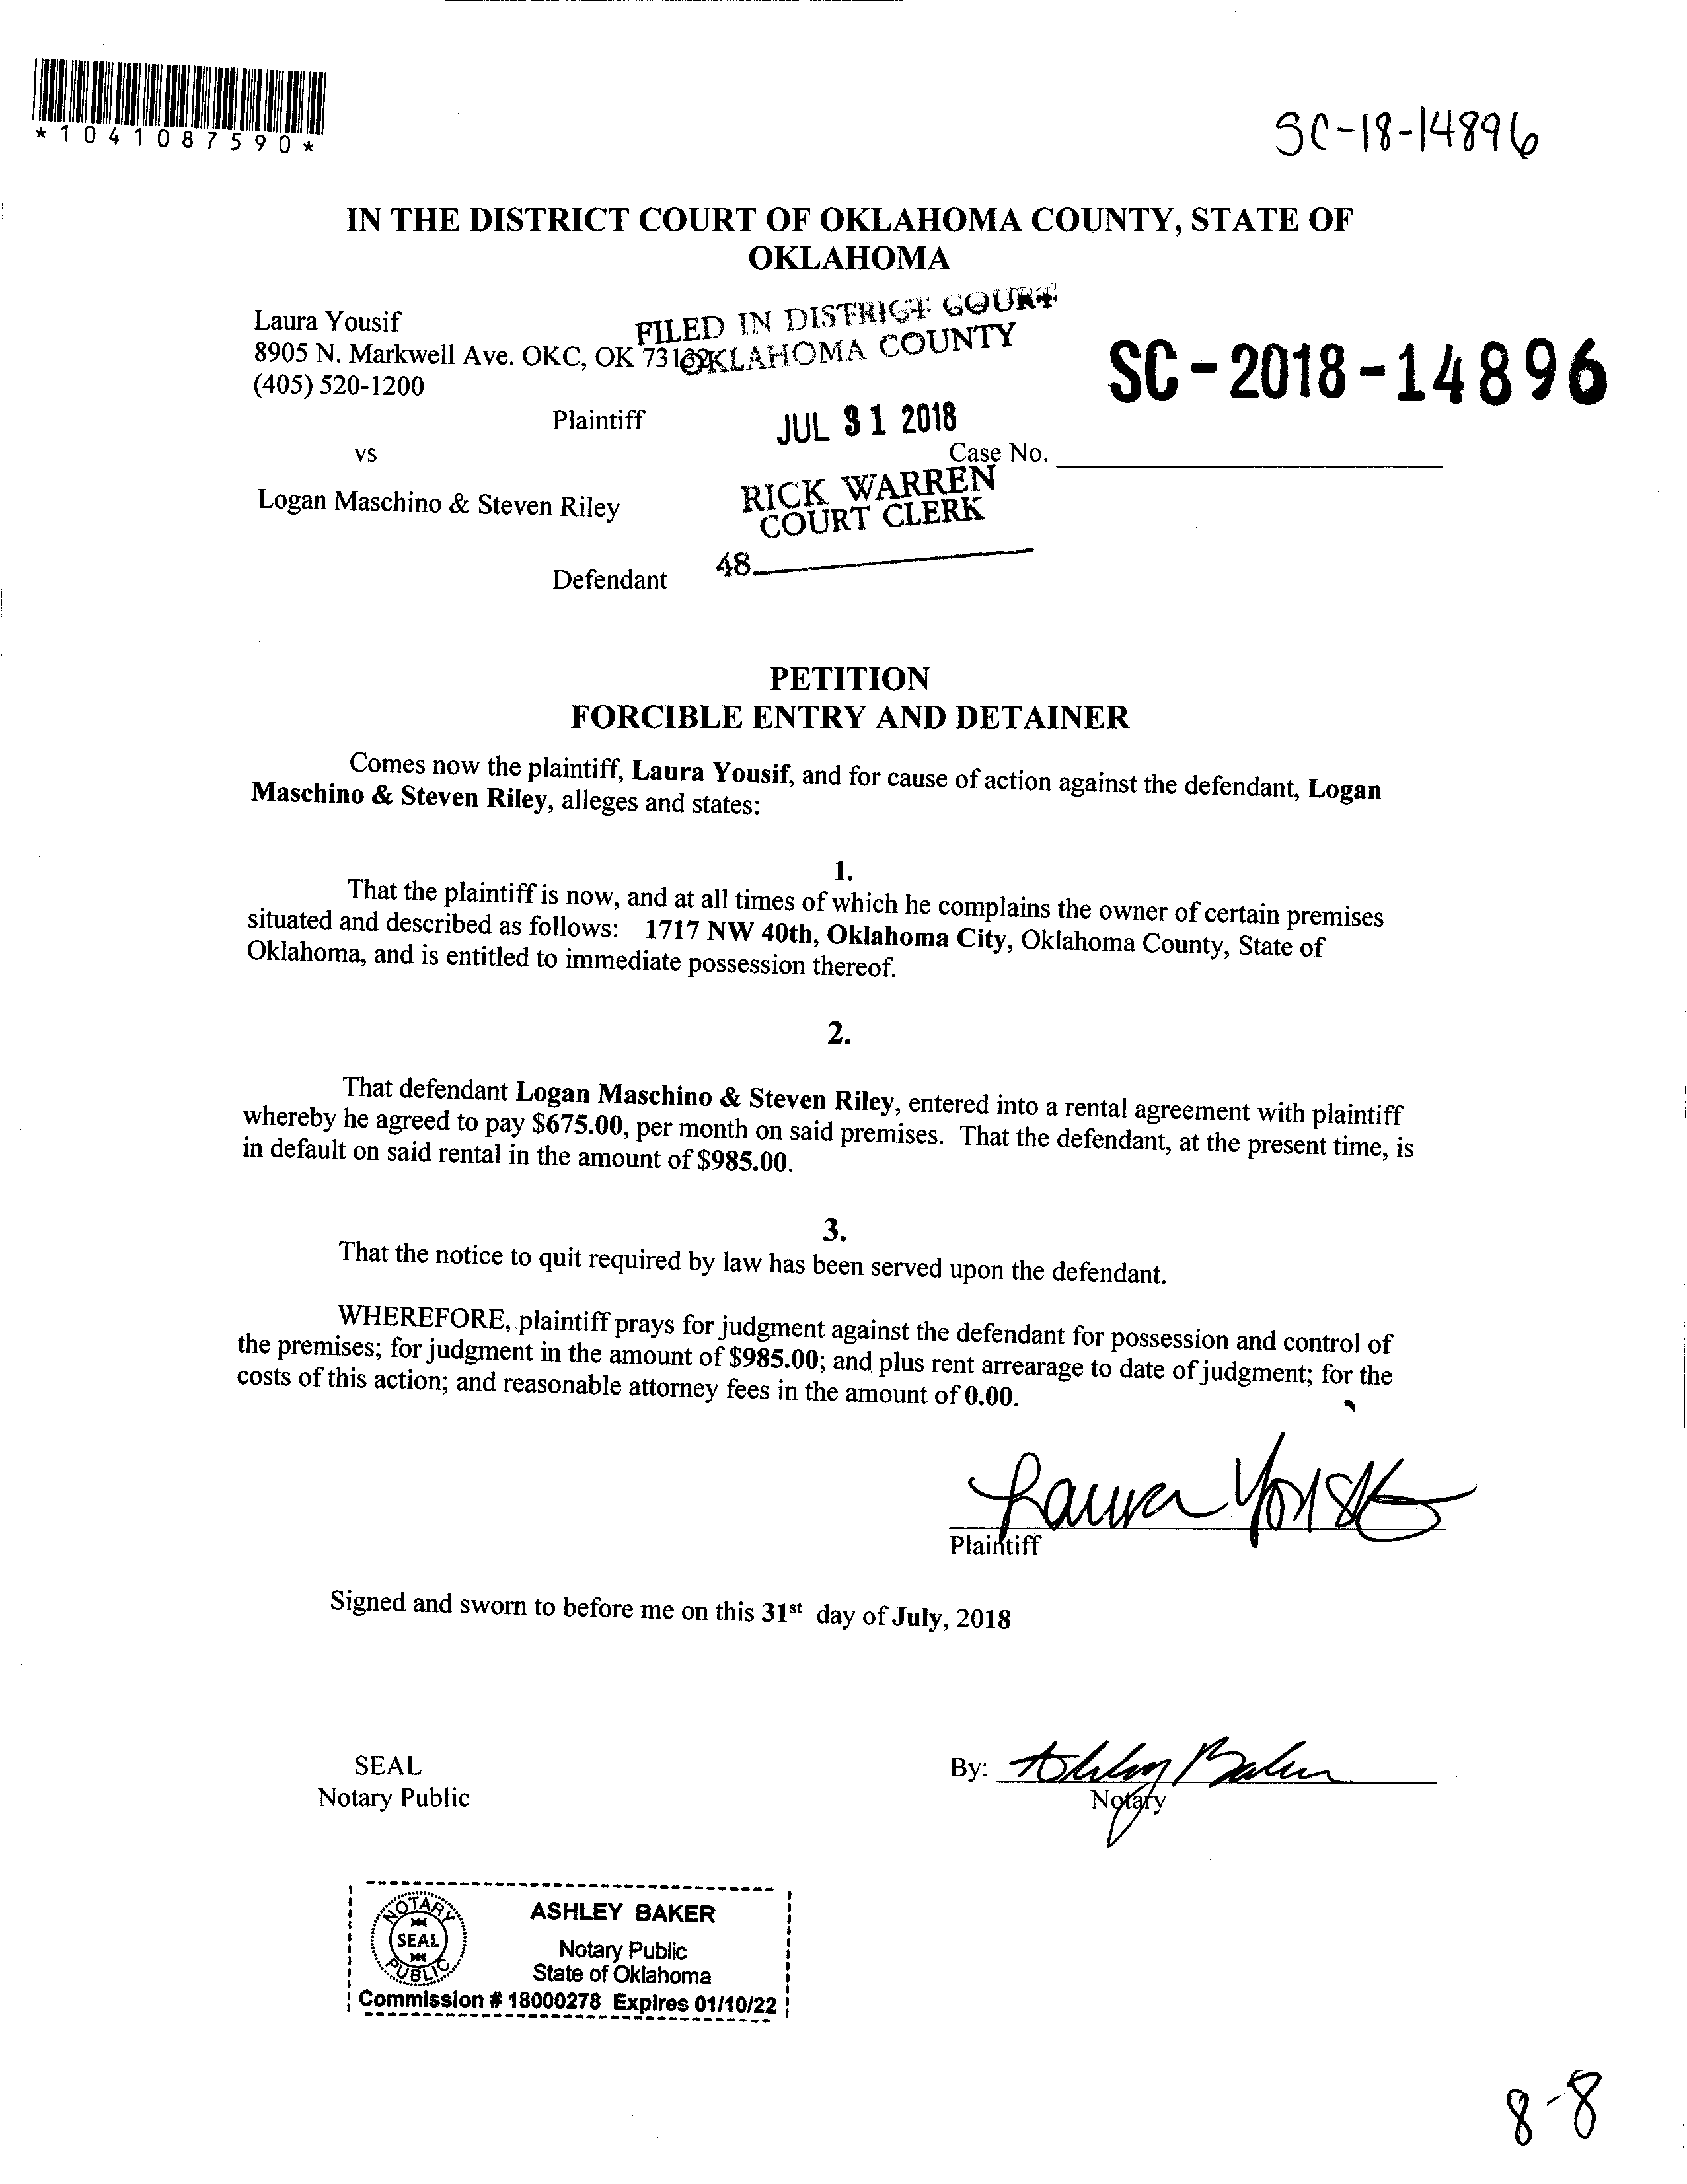 *1041087590*
SC-18-14896
IN THE DISTRICT COURT OF OKLAHOMA COUNTY, STATE OF
OKLAHOMA
Laura Yousif
FILED IN DISTRICT COURT
8905 N. Markwell Ave. OKC, OK 73132
OKLAHOMA COUNTY
(405) 520-1200
SC-2018-14896
Plaintiff
JUL 31 2018
vs
Case No.
Logan Maschino & Steven Riley
RICK WARREN
COURT CLERK
48
Defendant
PETITION
FORCIBLE ENTRY AND DETAINER
Comes now the plaintiff, Laura Yousif, and for cause of action against the defendant, Logan
Maschino & Steven Riley, alleges and states:
1.
That the plaintiff is now, and at all times of which he complains the owner of certain premises
situated and described as follows: 1717 NW 40th, Oklahoma City, Oklahoma County, State of
Oklahoma, and is entitled to immediate possession thereof.
2.
That defendant Logan Maschino & Steven Riley, entered into a rental agreement with plaintiff
whereby he agreed to pay $675.00, per month on said premises. That the defendant, at the present time, is
in default on said rental in the amount of $985.00.
3.
That the notice to quit required by law has been served upon the defendant.
WHEREFORE, plaintiff prays for judgment against the defendant for possession and control of
the premises; for judgment in the amount of $985.00; and plus rent arrearage to date of judgment; for the
costs of this action; and reasonable attorney fees in the amount of 0.00.
Laura Yousif
Plaintiff
Signed and sworn to before me on this 31st day of July, 2018
SEAL
Notary Public
By: Ashley Baker
Notary
NOTARY
SEAL
PUBLIC
ASHLEY BAKER
Notary Public
State of Oklahoma
Commission # 18000278 Expires 01/10/22
8-8